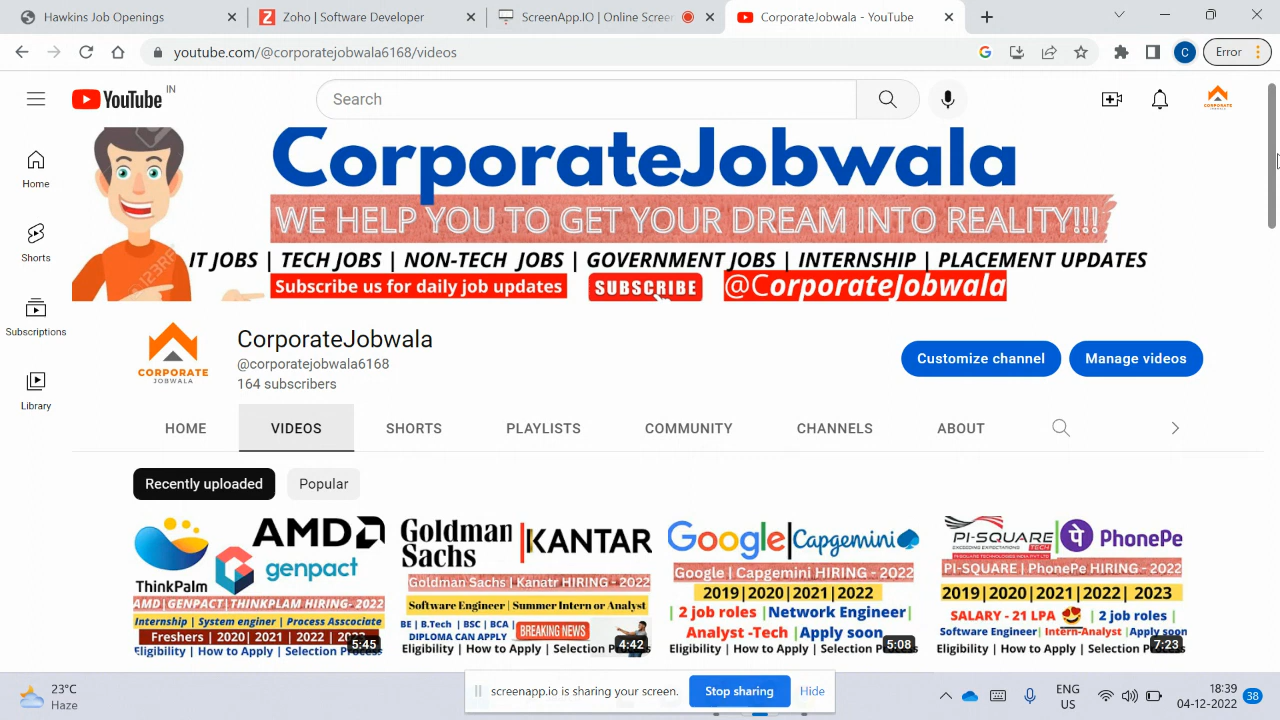 Hawkins Job Openings
Zoho | Software Developer
ScreenApp.IO | Online Screen
CorporateJobwala - YouTube
youtube.com/@corporatejobwala6168/videos
Error
YouTube IN
Search
CORPORATE
CorporateJobwala
WE HELP YOU TO GET YOUR DREAM INTO REALITY!!!
IT JOBS | TECH JOBS | NON-TECH JOBS | GOVERNMENT JOBS | INTERNSHIP | PLACEMENT UPDATES
Subscribe us for daily job updates
SUBSCRIBE
@CorporateJobwala
Home
Shorts
Subscriptions
Library
CORPORATE
JOBWALA
CorporateJobwala
@corporatejobwala6168
164 subscribers
Customize channel
Manage videos
HOME
VIDEOS
SHORTS
PLAYLISTS
COMMUNITY
CHANNELS
ABOUT
Recently uploaded
Popular
ThinkPalm
AMD
genpact
AMD|GENPACT|THINKPLAM HIRING- 2022
Internship | System enginer | Process Asscociate
Freshers | 2020| 2021 | 2022 | 2023
Eligibility | How to Apply | Selection Process
5:45
Goldman
Sachs
|KANTAR
Goldman Sachs | Kanatr HIRING - 2022
Software Engineer | Summer Intern or Analyst
BE | B.Tech | BSC | BCA |
DIPLOMA CAN APPLY
BREAKING NEWS
Eligibility | How to Apply | Selection Pr
4:42
Google|Capgemini
Google | Capgemini HIRING - 2022
2019|2020|2021|2022
| 2 job roles |Network Engineer|
Analyst -Tech |Apply soon
Eligibility | How to Apply | Selection Process
5:08
PI-SQUARE TECH
EXCEEDING EXPECTATIONS
PhonePe
PI-SQUARE | PhonePe HIRING - 2022
2019|2020|2021|2022 | 2023
SALARY - 21 LPA | 2 job roles |
Software Engineer| Intern-Analyst |Apply soon
Eligibility | How to Apply | Selection Process
7:23
screenapp.io is sharing your screen.
Stop sharing
Hide
23°C
Haze
ENG
US
18:39
04-12-2022
38
C